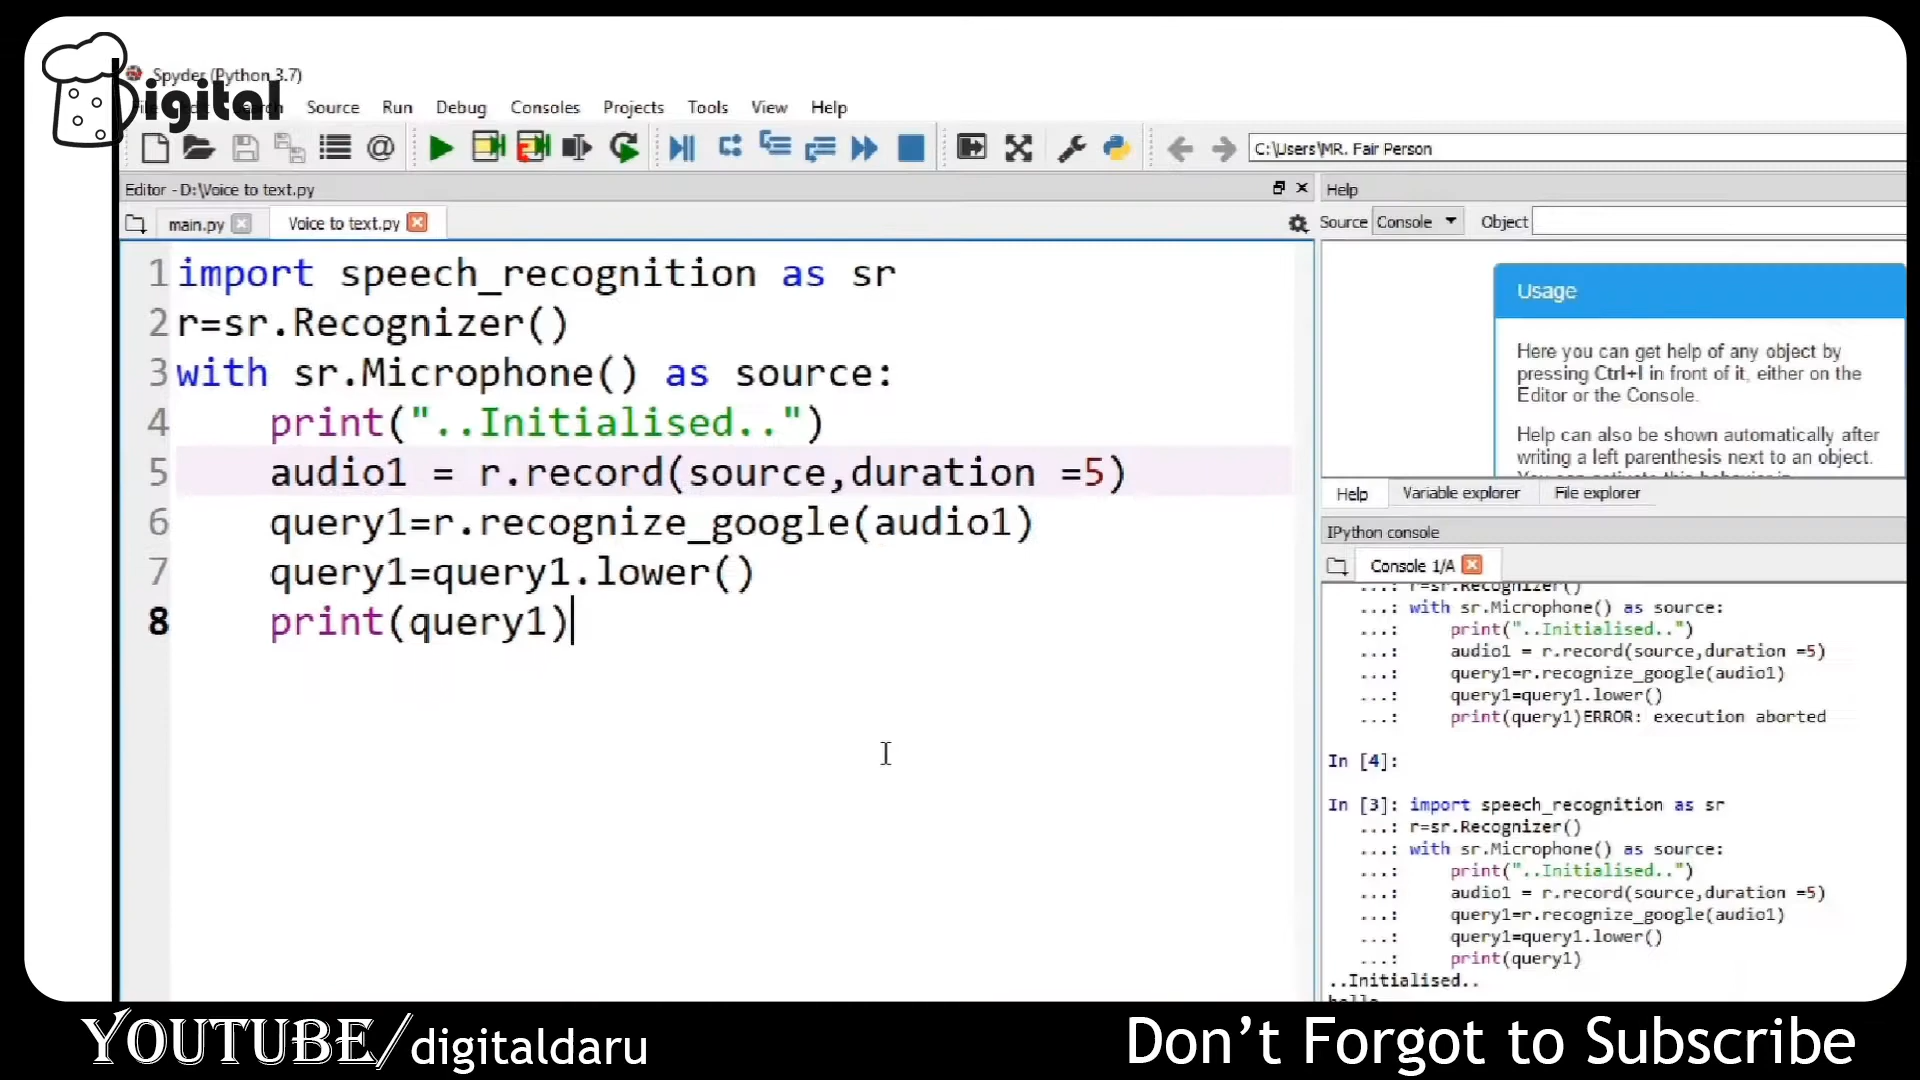 Spyder (Python 3.7)
Digital
Source Run Debug Consoles Projects Tools View Help
C:\Users\MR. Fair Person
Editor - D:\Voice to text.py
main.py
Voice to text.py
1 import speech_recognition as sr
2 r=sr.Recognizer()
3 with sr.Microphone() as source:
4 print("..Initialised..")
5 audio1 = r.record(source,duration =5)
6 query1=r.recognize_google(audio1)
7 query1=query1.lower()
8 print(query1)
Help
Source Console Object
Usage
Here you can get help of any object by
pressing Ctrl+I in front of it, either on the
Editor or the Console.
Help can also be shown automatically after
writing a left parenthesis next to an object.
Help Variable explorer File explorer
IPython console
Console 1/A
...: r=sr.Recognizer()
...: with sr.Microphone() as source:
...: print("..Initialised..")
...: audio1 = r.record(source,duration =5)
...: query1=r.recognize_google(audio1)
...: query1=query1.lower()
...: print(query1)ERROR: execution aborted
In [4]:
In [3]: import speech_recognition as sr
...: r=sr.Recognizer()
...: with sr.Microphone() as source:
...: print("..Initialised..")
...: audio1 = r.record(source,duration =5)
...: query1=r.recognize_google(audio1)
...: query1=query1.lower()
...: print(query1)
..Initialised..
YOUTUBE/digitaldaru
Don't Forgot to Subscribe